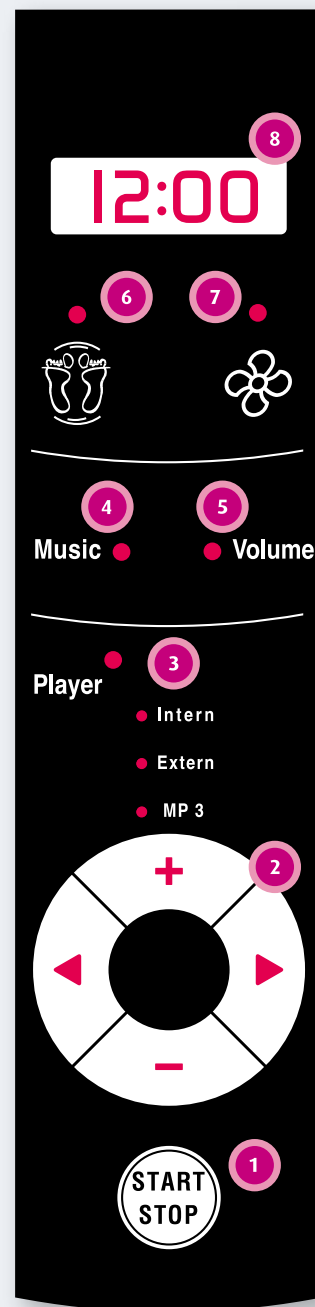 8
12:00
6 7
4 5
Music Volume
3
Player
Intern
Extern
MP 3
2
+
−
1
START
STOP